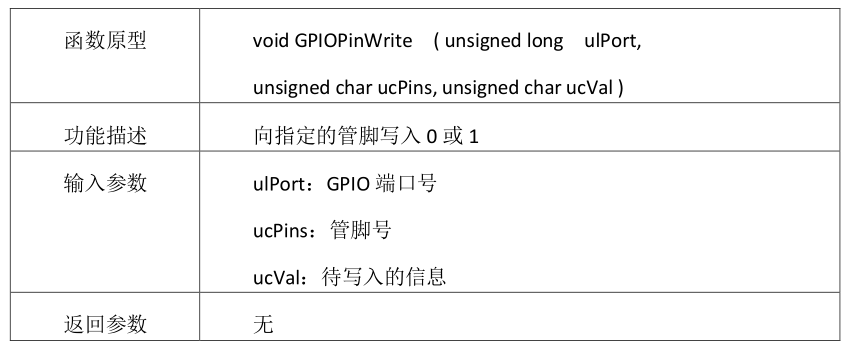 函数原型
void GPIOPinWrite ( unsigned long ulPort,
unsigned char ucPins, unsigned char ucVal )
功能描述
向指定的管脚写入 0 或 1
输入参数
ulPort：GPIO 端口号
ucPins：管脚号
ucVal：待写入的信息
返回参数
无